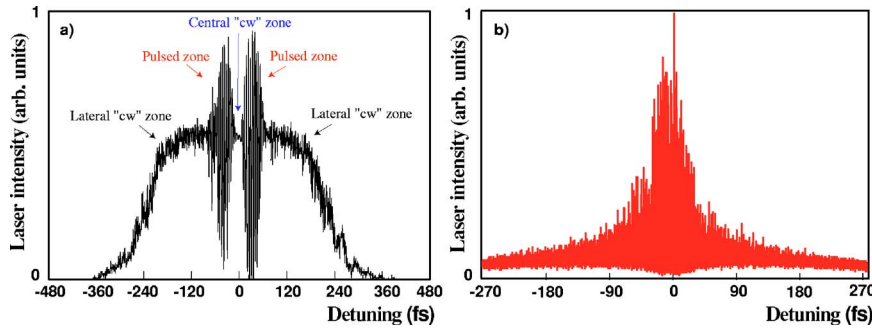 1
a)
Central "cw" zone
Pulsed zone
Pulsed zone
Lateral "cw" zone
Lateral "cw" zone
Laser intensity (arb. units)
0
-480 -360 -240 -120 0 120 240 360 480
Detuning (fs)
1
b)
Laser intensity (arb. units)
0
-270 -180 -90 0 90 180 270
Detuning (fs)